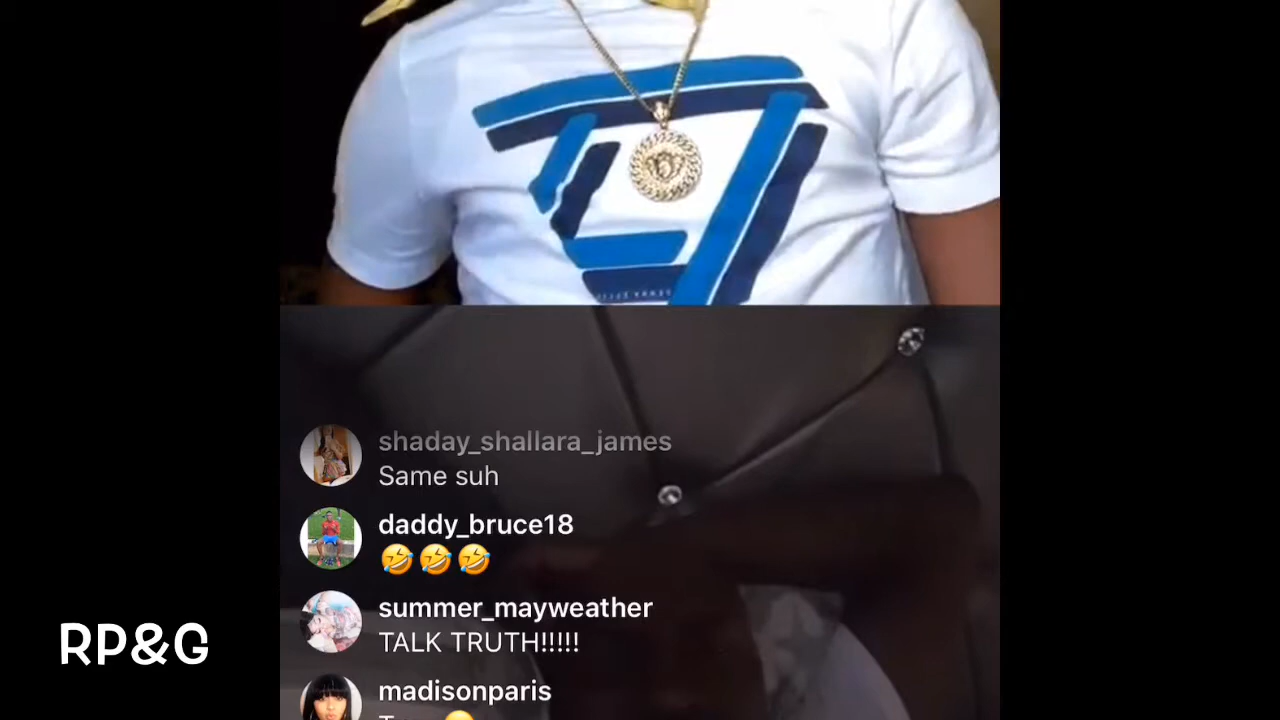 shaday_shallara_james
Same suh
daddy_bruce18
🤣🤣🤣
summer_mayweather
TALK TRUTH!!!!!
RP&G
madisonparis